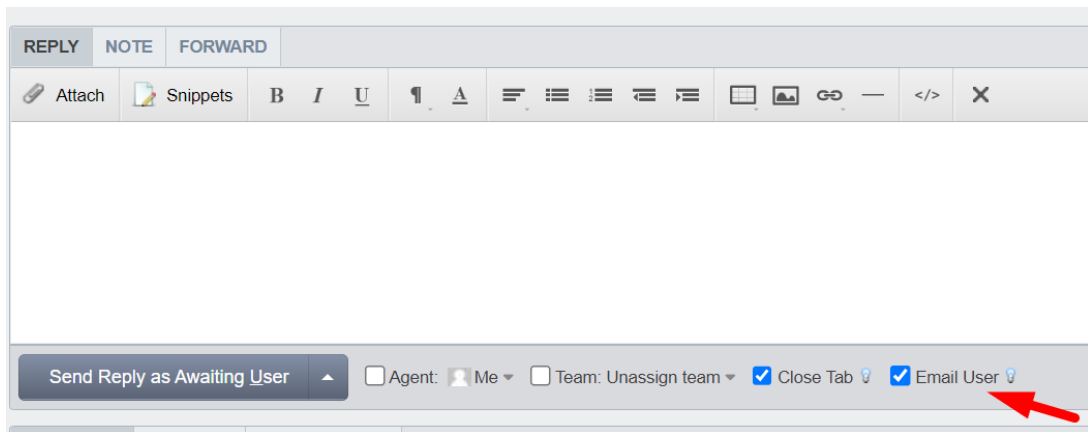 REPLY NOTE FORWARD
Attach Snippets B I U ¶ A </>
Send Reply as Awaiting User Agent: Me Team: Unassign team Close Tab Email User